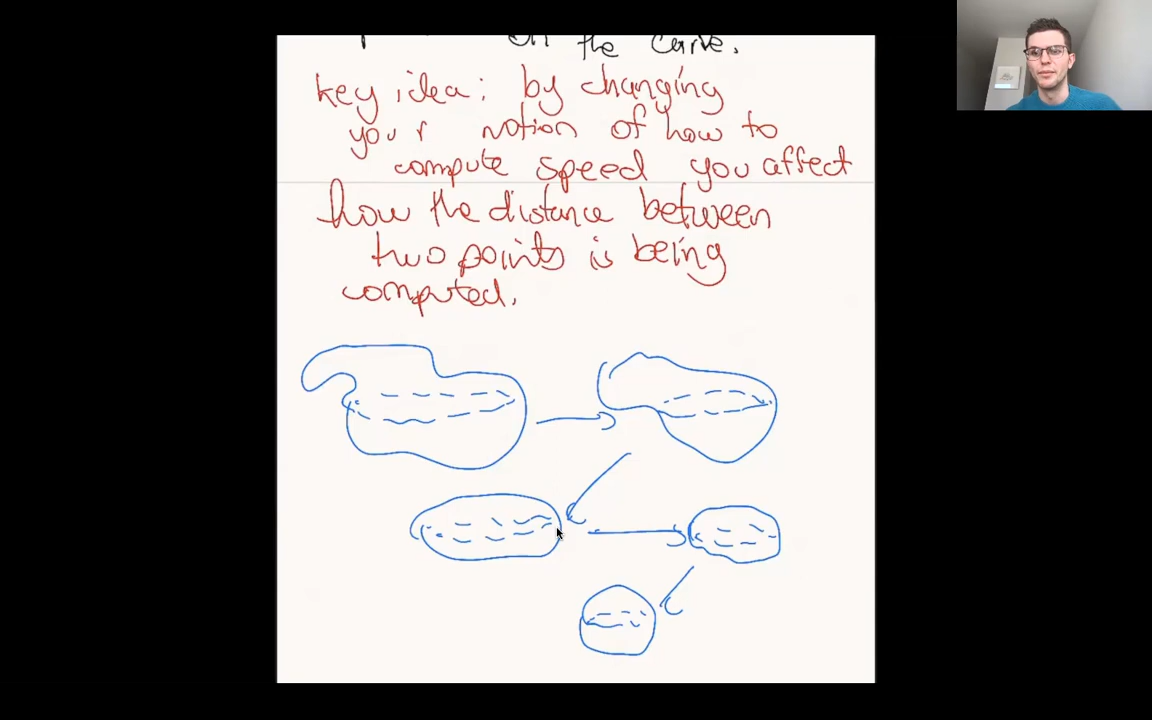 on the curve.
key idea: by changing
your notion of how to
compute speed you affect
how the distance between
two points is being
computed.